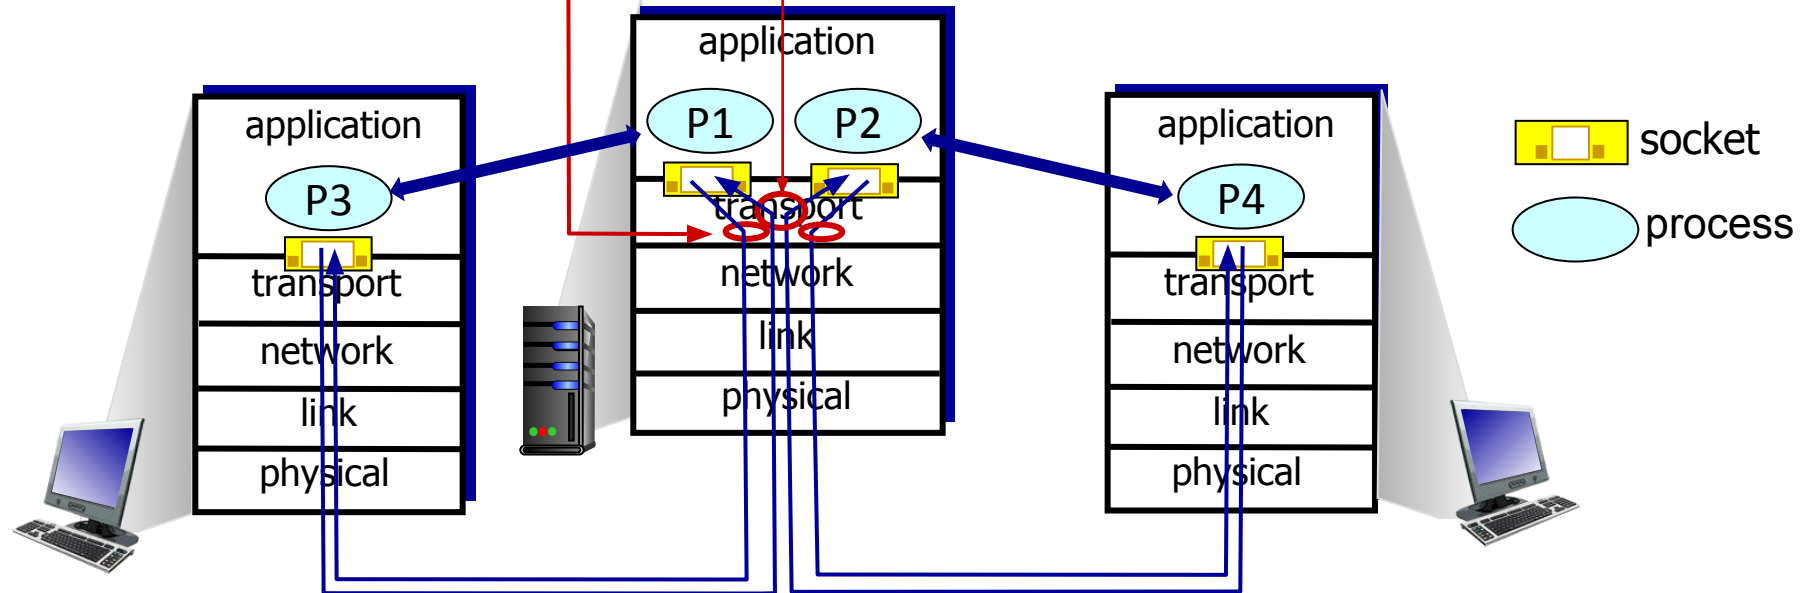 application
P3
transport
network
link
physical
application
P1
P2
transport
network
link
physical
application
P4
transport
network
link
physical
socket
process